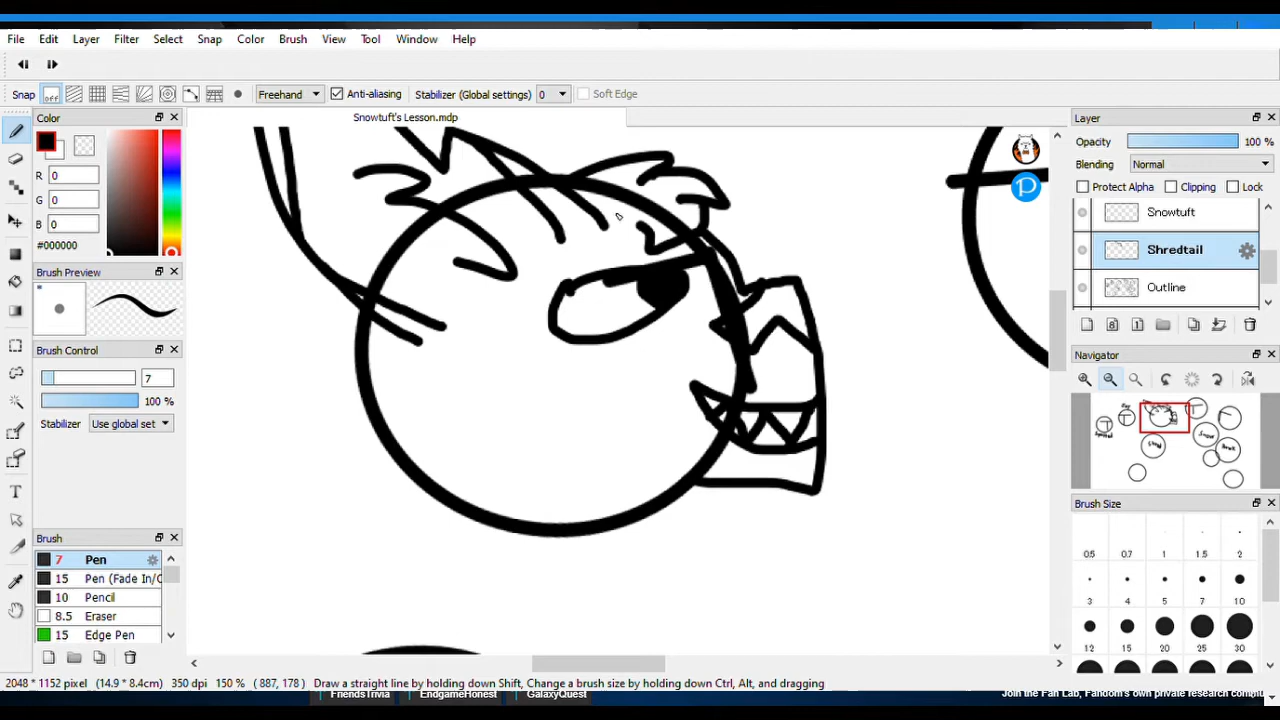 File Edit Layer Filter Select Snap Color Brush View Tool Window Help
Snap off Freehand Anti-aliasing Stabilizer (Global settings) 0 Soft Edge
Snowtuft's Lesson.mdp
Color
R 0
G 0
B 0
#000000
Brush Preview
Brush Control
7
100 %
Stabilizer Use global set
Brush
7 Pen
15 Pen (Fade In/O
10 Pencil
8.5 Eraser
15 Edge Pen
Layer
Opacity 100 %
Blending Normal
Protect Alpha Clipping Lock
Snowtuft
Shredtail
Outline
Navigator
Brush Size
0.5 0.7 1 1.5 2
3 4 5 7 10
12 15 20 25 30
2048 * 1152 pixel (14.9 * 8.4cm) 350 dpi 150 % ( 887, 178 ) Draw a straight line by holding down Shift, Change a brush size by holding down Ctrl, Alt, and dragging
FriendsTrivia EndgameHonest GalaxyQuest
Join the Fan Lab, Fandom's own private research